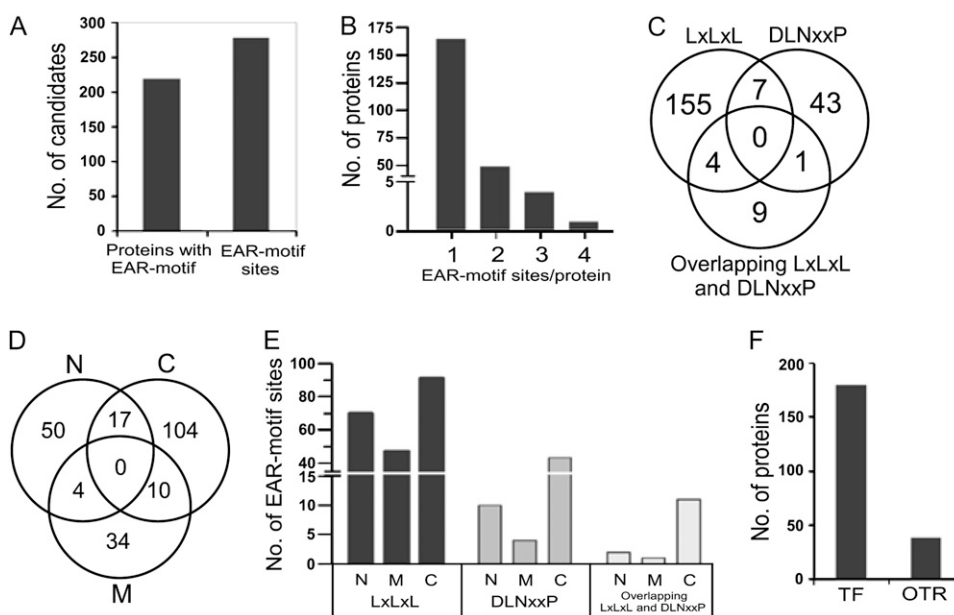 A
No. of candidates
300
250
200
150
100
50
0
Proteins with
EAR-motif
EAR-motif
sites
B
No. of proteins
175
150
125
100
75
50
5
0
1 2 3 4
EAR-motif sites/protein
C
LxLxL
DLNxxP
155
7
43
0
4
1
9
Overlapping LxLxL
and DLNxxP
D
N
C
50
17
104
0
4
10
34
M
E
No. of EAR-motif sites
100
80
60
40
15
10
5
0
N M C
LxLxL
N M C
DLNxxP
N M C
Overlapping
LxLxL and DLNxxP
F
No. of proteins
200
150
100
50
0
TF
OTR